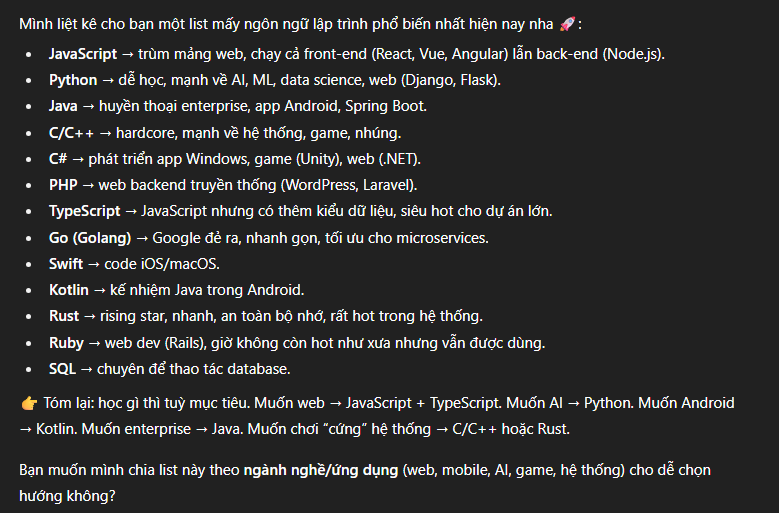 Mình liệt kê cho bạn một list mấy ngôn ngữ lập trình phổ biến nhất hiện nay nha 🚀:
• JavaScript → trùm mảng web, chạy cả front-end (React, Vue, Angular) lẫn back-end (Node.js).
• Python → dễ học, mạnh về AI, ML, data science, web (Django, Flask).
• Java → huyền thoại enterprise, app Android, Spring Boot.
• C/C++ → hardcore, mạnh về hệ thống, game, nhúng.
• C# → phát triển app Windows, game (Unity), web (.NET).
• PHP → web backend truyền thống (WordPress, Laravel).
• TypeScript → JavaScript nhưng có thêm kiểu dữ liệu, siêu hot cho dự án lớn.
• Go (Golang) → Google đẻ ra, nhanh gọn, tối ưu cho microservices.
• Swift → code iOS/macOS.
• Kotlin → kế nhiệm Java trong Android.
• Rust → rising star, nhanh, an toàn bộ nhớ, rất hot trong hệ thống.
• Ruby → web dev (Rails), giờ không còn hot như xưa nhưng vẫn được dùng.
• SQL → chuyên để thao tác database.
👉 Tóm lại: học gì thì tuỳ mục tiêu. Muốn web → JavaScript + TypeScript. Muốn AI → Python. Muốn Android
→ Kotlin. Muốn enterprise → Java. Muốn chơi “cứng” hệ thống → C/C++ hoặc Rust.
Bạn muốn mình chia list này theo ngành nghề/ứng dụng (web, mobile, AI, game, hệ thống) cho dễ chọn
hướng không?